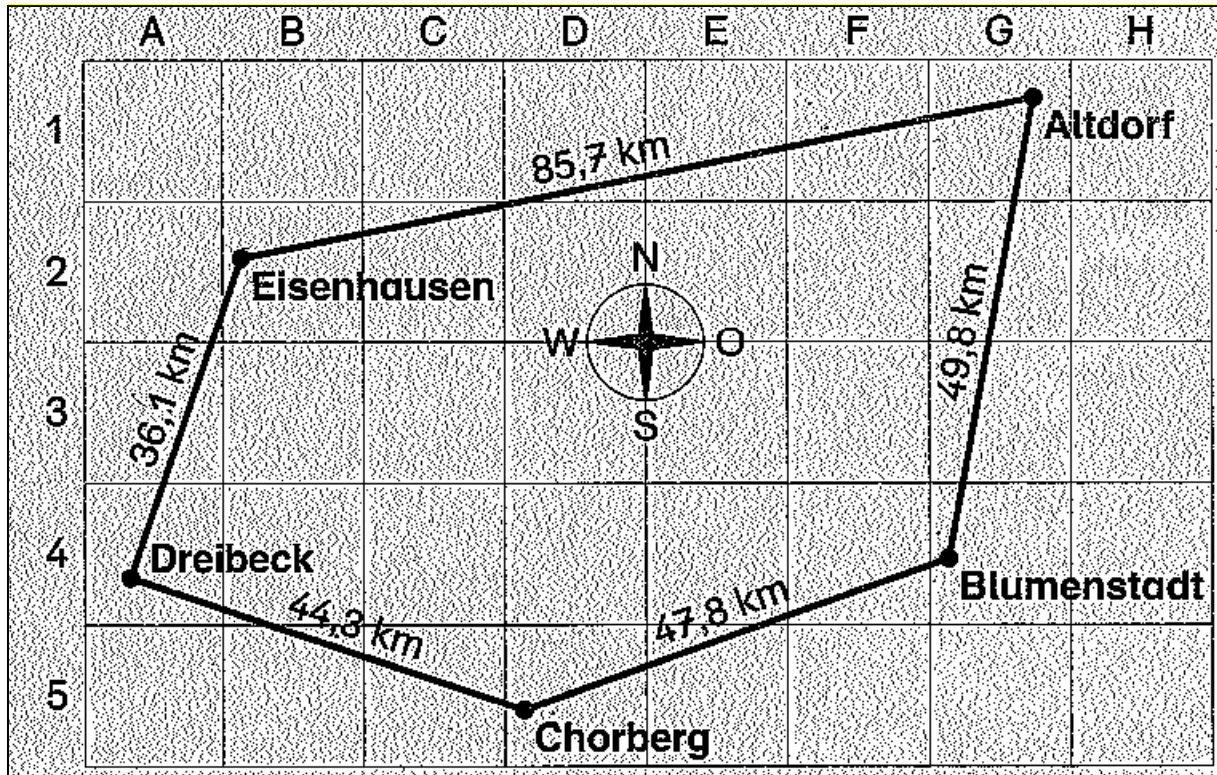 A B C D E F G H
1
Altdorf
85,7 km
2
N
Eisenhausen
W O
49,8 km
36,1 km
3
S
4
Dreibeck
Blumenstadt
44,3 km
47,8 km
5
Chorberg